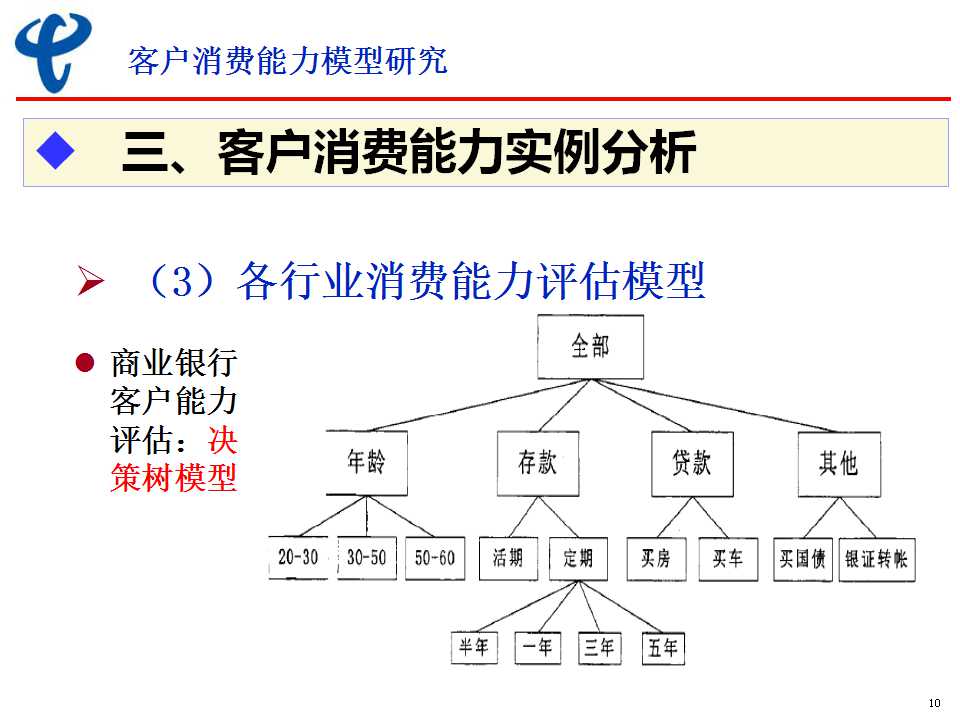 客户消费能力模型研究
三、客户消费能力实例分析
（3）各行业消费能力评估模型
商业银行
客户能力
评估：决
策树模型
全部
年龄 存款 贷款 其他
20-30 30-50 50-60 活期 定期 买房 买车 买国债 银证转帐
半年 一年 三年 五年
10